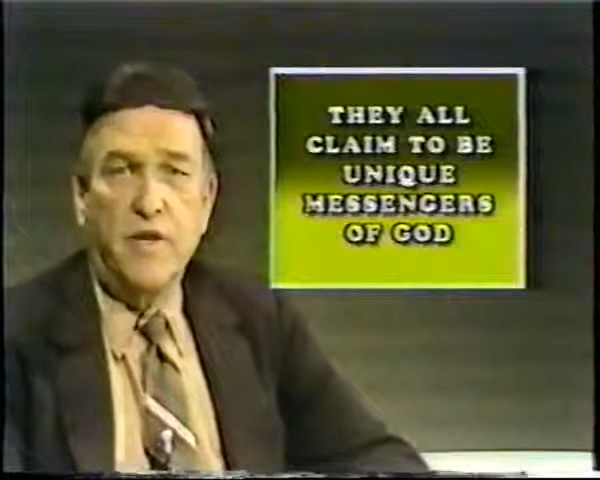 THEY ALL
CLAIM TO BE
UNIQUE
MESSENGERS
OF GOD